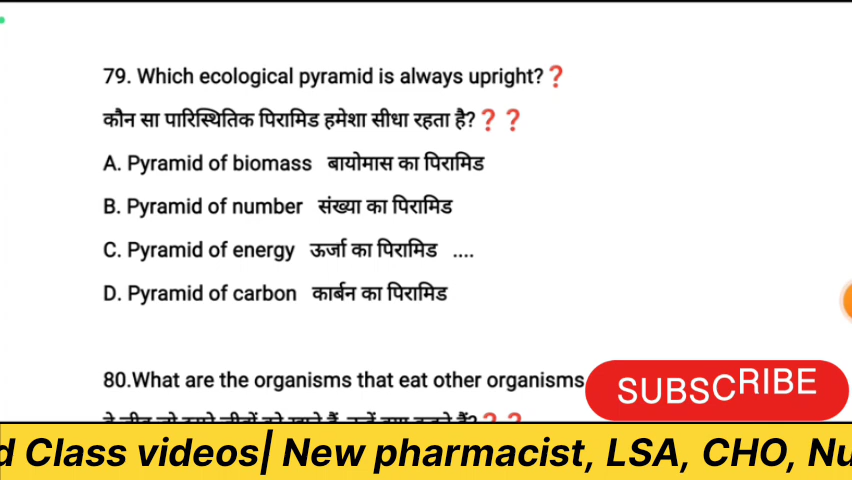 79. Which ecological pyramid is always upright?❓
कौन सा पारिस्थितिक पिरामिड हमेशा सीधा रहता है?❓❓
A. Pyramid of biomass बायोमास का पिरामिड
B. Pyramid of number संख्या का पिरामिड
C. Pyramid of energy ऊर्जा का पिरामिड ....
D. Pyramid of carbon कार्बन का पिरामिड
80.What are the organisms that eat other organisms
SUBSCRIBE
d Class videos| New pharmacist, LSA, CHO, Nu